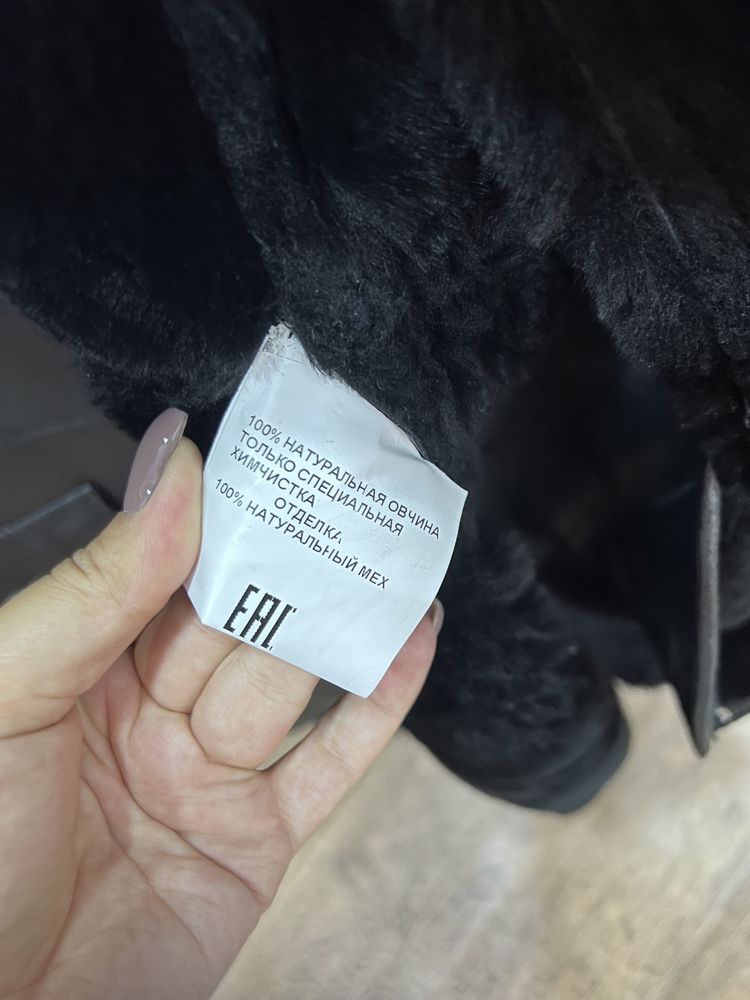 100% НАТУРАЛЬНАЯ ОВЧИНА
ТОЛЬКО СПЕЦИАЛЬНАЯ
ХИМЧИСТКА
ОТДЕЛКА
100% НАТУРАЛЬНЫЙ МЕХ
EAC